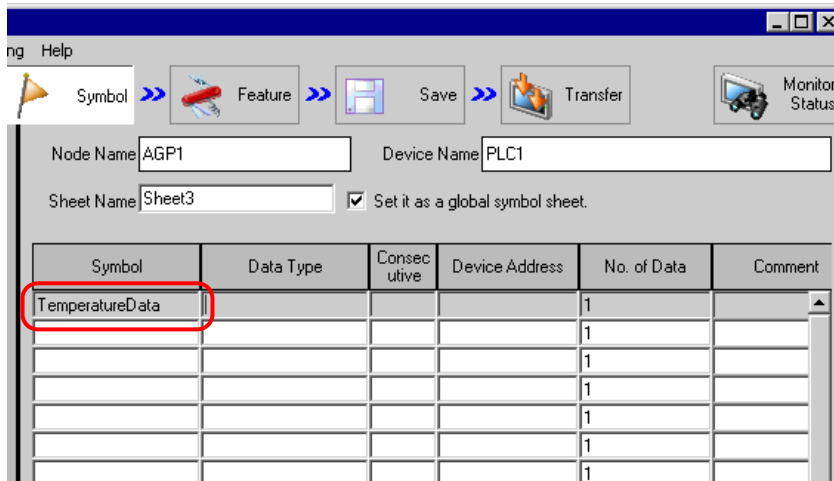 ng Help
Symbol Feature Save Transfer Monitor
Status
Node Name AGP1 Device Name PLC1
Sheet Name Sheet3 Set it as a global symbol sheet.
Symbol Data Type Consec
utive Device Address No. of Data Comment
TemperatureData 1
1
1
1
1
1
1